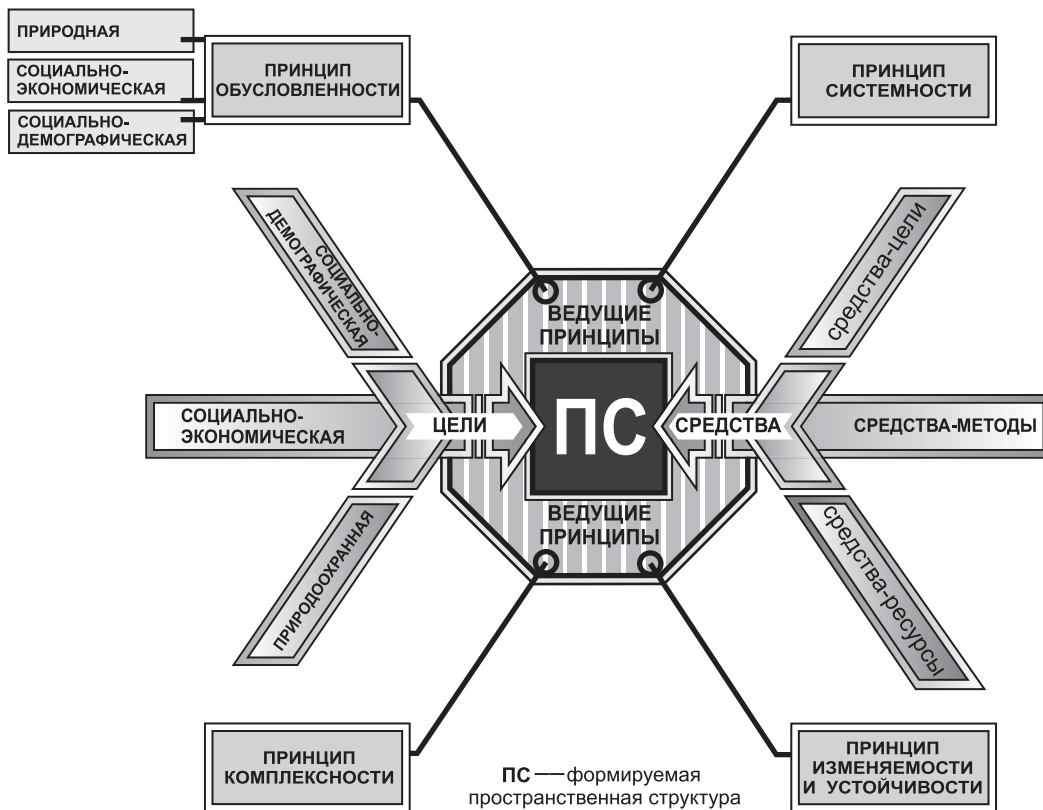 ПРИРОДНАЯ
СОЦИАЛЬНО-
ЭКОНОМИЧЕСКАЯ
СОЦИАЛЬНО-
ДЕМОГРАФИЧЕСКАЯ
ПРИНЦИП
ОБУСЛОВЛЕННОСТИ
ПРИНЦИП
СИСТЕМНОСТИ
СОЦИАЛЬНО-
ДЕМОГРАФИЧЕСКАЯ
средства-цели
ВЕДУЩИЕ
ПРИНЦИПЫ
СОЦИАЛЬНО-
ЭКОНОМИЧЕСКАЯ
ЦЕЛИ
ПС
СРЕДСТВА
СРЕДСТВА-МЕТОДЫ
ВЕДУЩИЕ
ПРИНЦИПЫ
ПРИРОДООХРАННАЯ
средства-ресурсы
ПРИНЦИП
КОМПЛЕКСНОСТИ
ПРИНЦИП
ИЗМЕНЯЕМОСТИ
И УСТОЙЧИВОСТИ
ПС —— формируемая
пространственная структура